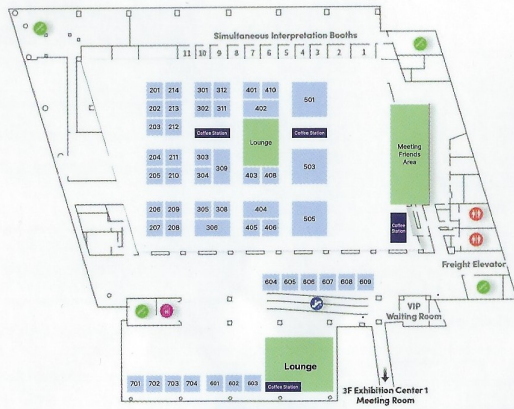 Simultaneous Interpretation Booths
11 10 9 8 7 6 5 4 3 2 1
201 214 301 312 401 410 501
202 213 302 311 402
203 212 Coffee Station Lounge Coffee Station
Meeting
Friends
Area
204 211 303 309 503
205 210 304 403 408
206 209 305 308 404 505
207 208 306 405 406
Coffee
Station
Freight Elevator
604 605 606 607 608 609
VIP
Waiting Room
Lounge
701 702 703 704 601 602 603 Coffee Station
3F Exhibition Center 1
Meeting Room